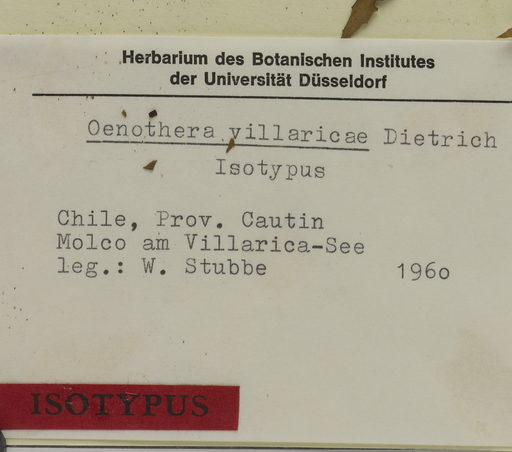 Herbarium des Botanischen Institutes
der Universität Düsseldorf
Oenothera villaricae Dietrich
Isotypus
Chile, Prov. Cautin
Molco am Villarica-See
leg.: W. Stubbe 1960
ISOTYPUS